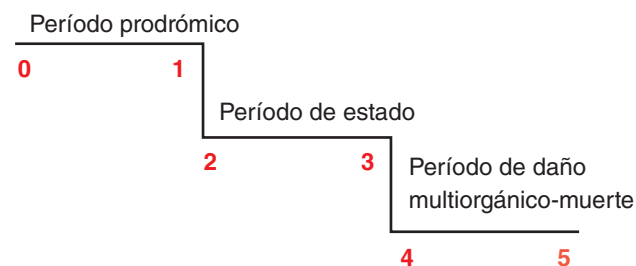 Período prodrómico
0 1
Período de estado
2 3
Período de daño
multiorgánico-muerte
4 5